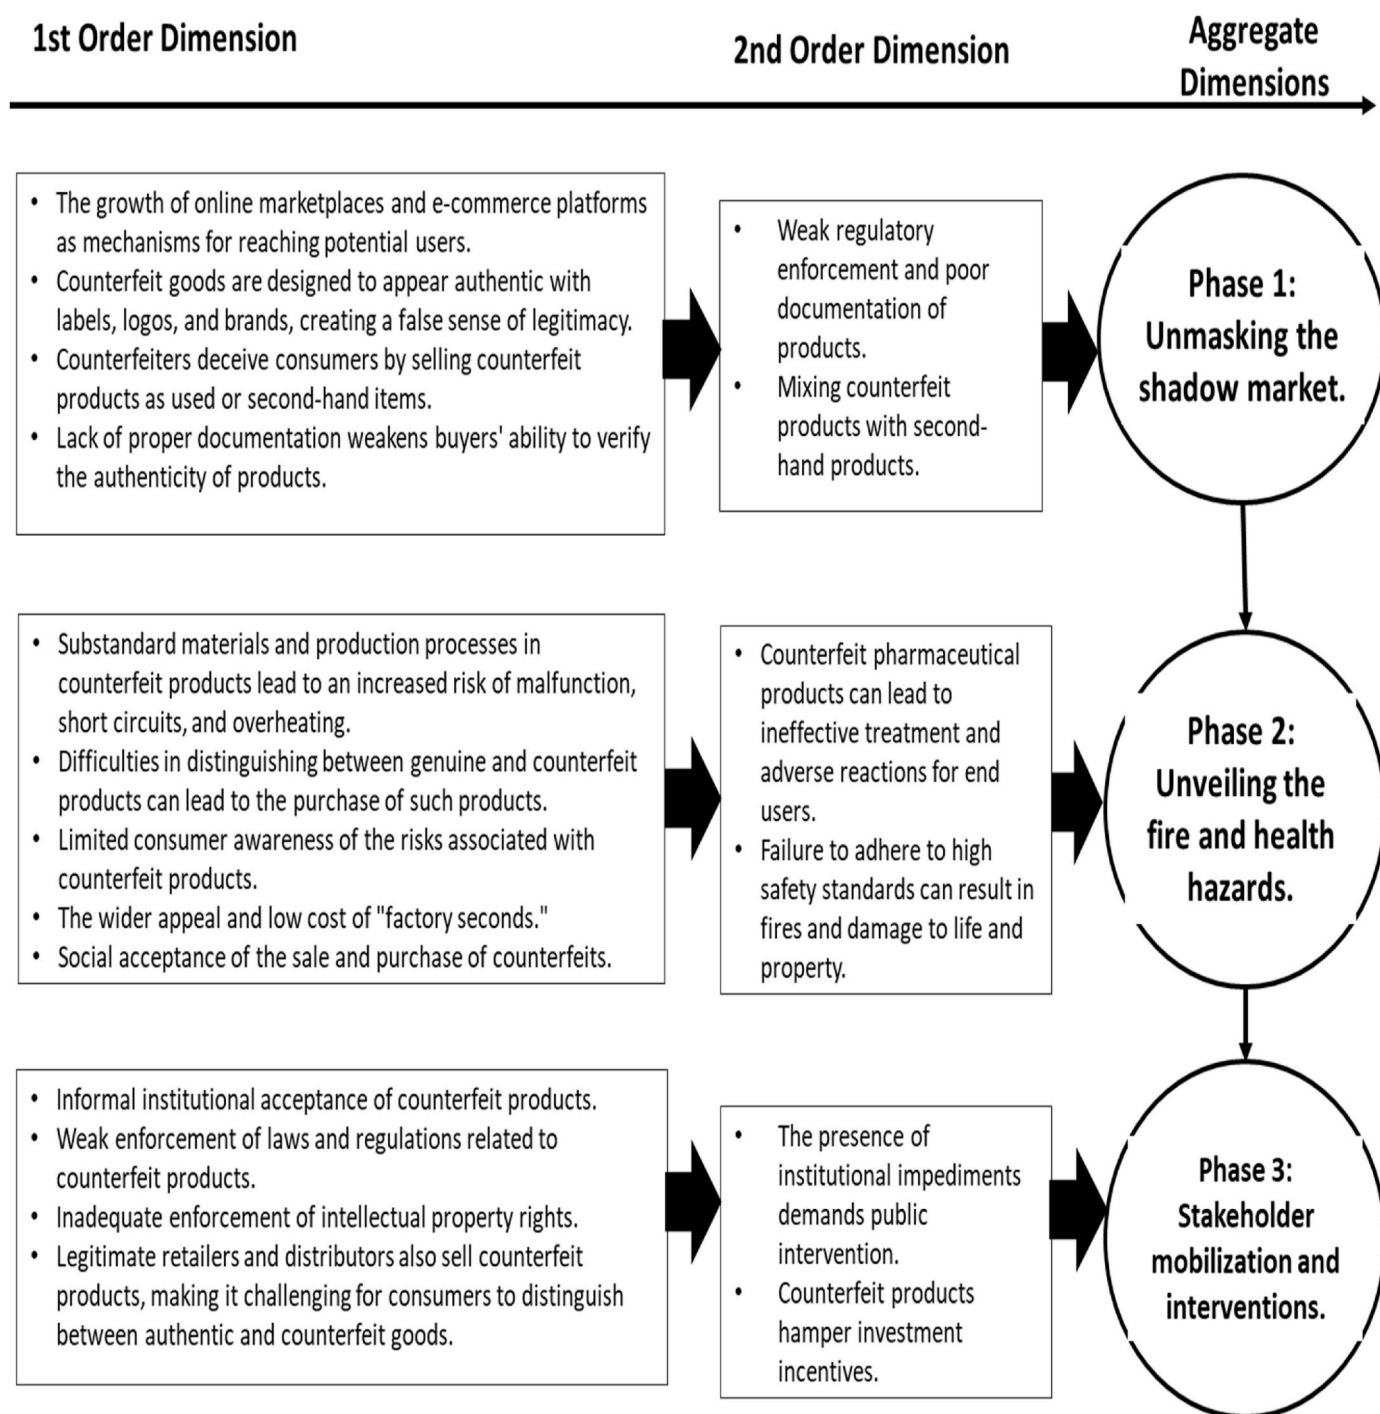 1st Order Dimension
2nd Order Dimension
Aggregate
Dimensions
• The growth of online marketplaces and e-commerce platforms
as mechanisms for reaching potential users.
• Counterfeit goods are designed to appear authentic with
labels, logos, and brands, creating a false sense of legitimacy.
• Counterfeiters deceive consumers by selling counterfeit
products as used or second-hand items.
• Lack of proper documentation weakens buyers' ability to verify
the authenticity of products.
• Weak regulatory
enforcement and poor
documentation of
products.
• Mixing counterfeit
products with second-
hand products.
Phase 1:
Unmasking the
shadow market.
• Substandard materials and production processes in
counterfeit products lead to an increased risk of malfunction,
short circuits, and overheating.
• Difficulties in distinguishing between genuine and counterfeit
products can lead to the purchase of such products.
• Limited consumer awareness of the risks associated with
counterfeit products.
• The wider appeal and low cost of "factory seconds."
• Social acceptance of the sale and purchase of counterfeits.
• Counterfeit pharmaceutical
products can lead to
ineffective treatment and
adverse reactions for end
users.
• Failure to adhere to high
safety standards can result in
fires and damage to life and
property.
Phase 2:
Unveiling the
fire and health
hazards.
• Informal institutional acceptance of counterfeit products.
• Weak enforcement of laws and regulations related to
counterfeit products.
• Inadequate enforcement of intellectual property rights.
• Legitimate retailers and distributors also sell counterfeit
products, making it challenging for consumers to distinguish
between authentic and counterfeit goods.
• The presence of
institutional impediments
demands public
intervention.
• Counterfeit products
hamper investment
incentives.
Phase 3:
Stakeholder
mobilization and
interventions.